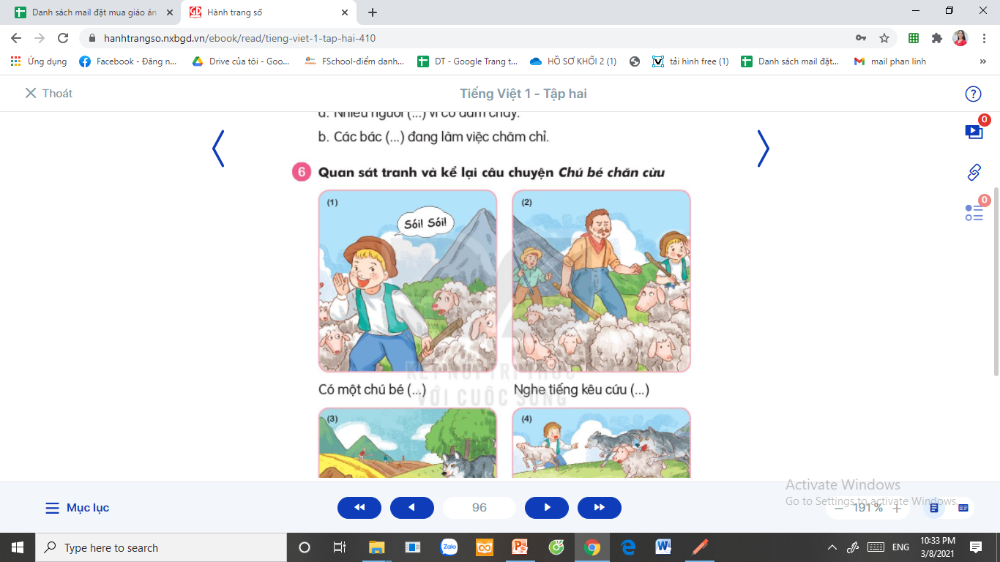 Danh sách mail đặt mua giáo án
Hành trang số
hanhtrangso.nxbgd.vn/ebook/read/tieng-viet-1-tap-hai-410
Ứng dụng
Facebook - Đăng n...
Drive của tôi - Goo...
FSchool-điểm danh...
DT - Google Trang t...
HỒ SƠ KHỐI 2 (1)
tải hình free (1)
Danh sách mail đặt...
mail phan linh
»
Thoát
Tiếng Việt 1 - Tập hai
?
0
0
a. Nhiều người (...) vì có đám cháy.
b. Các bác (...) đang làm việc chăm chỉ.
6 Quan sát tranh và kể lại câu chuyện Chú bé chăn cừu
(1)
Sói! Sói!
(2)
KẾT NỐI TRI THỨC
VỚI CUỘC SỐNG
Có một chú bé (...)
Nghe tiếng kêu cứu (...)
(3)
(4)
Activate Windows
Go to Settings to activate Windows.
Mục lục
96
191 %
Type here to search
Zalo
ENG
10:33 PM
3/8/2021